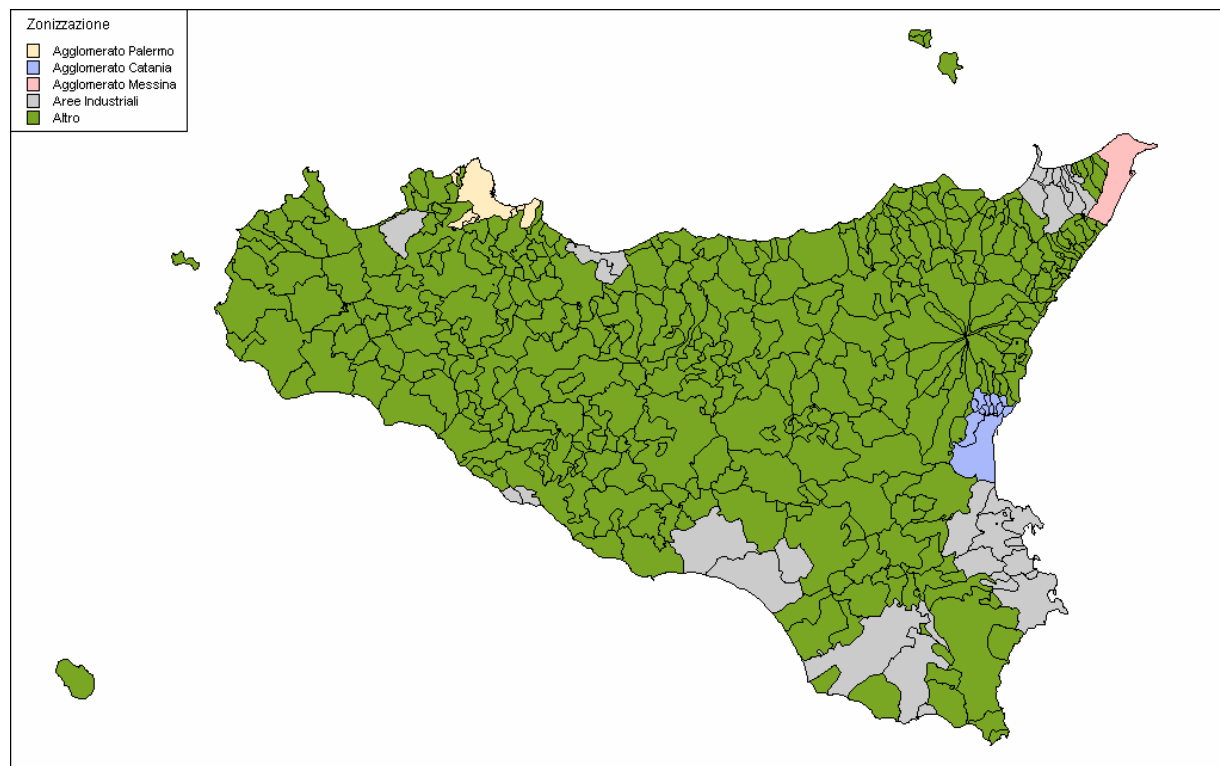 Zonizzazione
Agglomerato Palermo
Agglomerato Catania
Agglomerato Messina
Aree Industriali
Altro